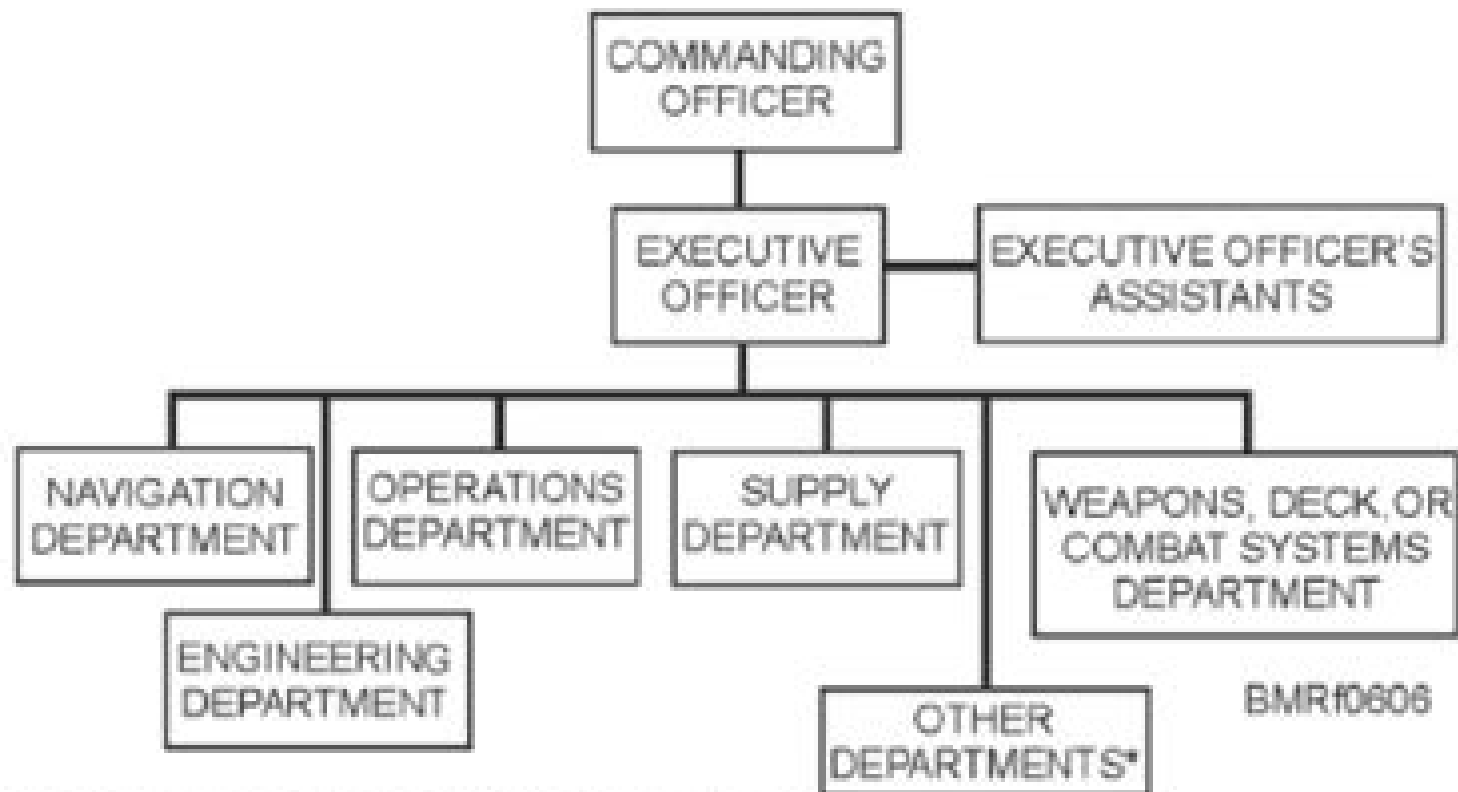 COMMANDING
OFFICER
EXECUTIVE
OFFICER
EXECUTIVE OFFICER'S
ASSISTANTS
NAVIGATION
DEPARTMENT
OPERATIONS
DEPARTMENT
SUPPLY
DEPARTMENT
WEAPONS, DECK, OR
COMBAT SYSTEMS
DEPARTMENT
ENGINEERING
DEPARTMENT
OTHER
DEPARTMENTS*
BMRf0606